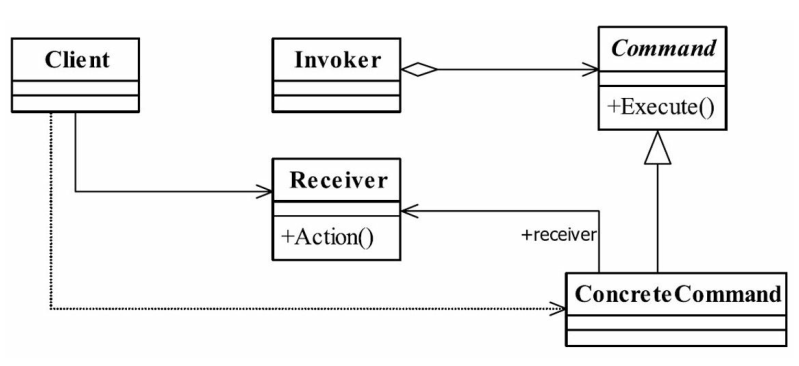 Client
Invoker
Command
+Execute()
Receiver
+Action()
+receiver
ConcreteCommand